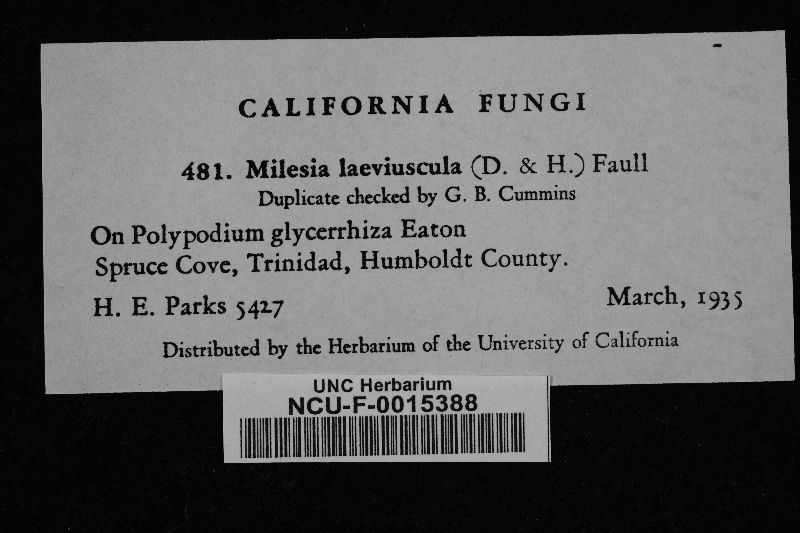 CALIFORNIA FUNGI
481. Milesia laeviuscula (D. & H.) Faull
Duplicate checked by G. B. Cummins
On Polypodium glycerrhiza Eaton
Spruce Cove, Trinidad, Humboldt County.
H. E. Parks 5427 March, 1935
Distributed by the Herbarium of the University of California
UNC Herbarium
NCU-F-0015388